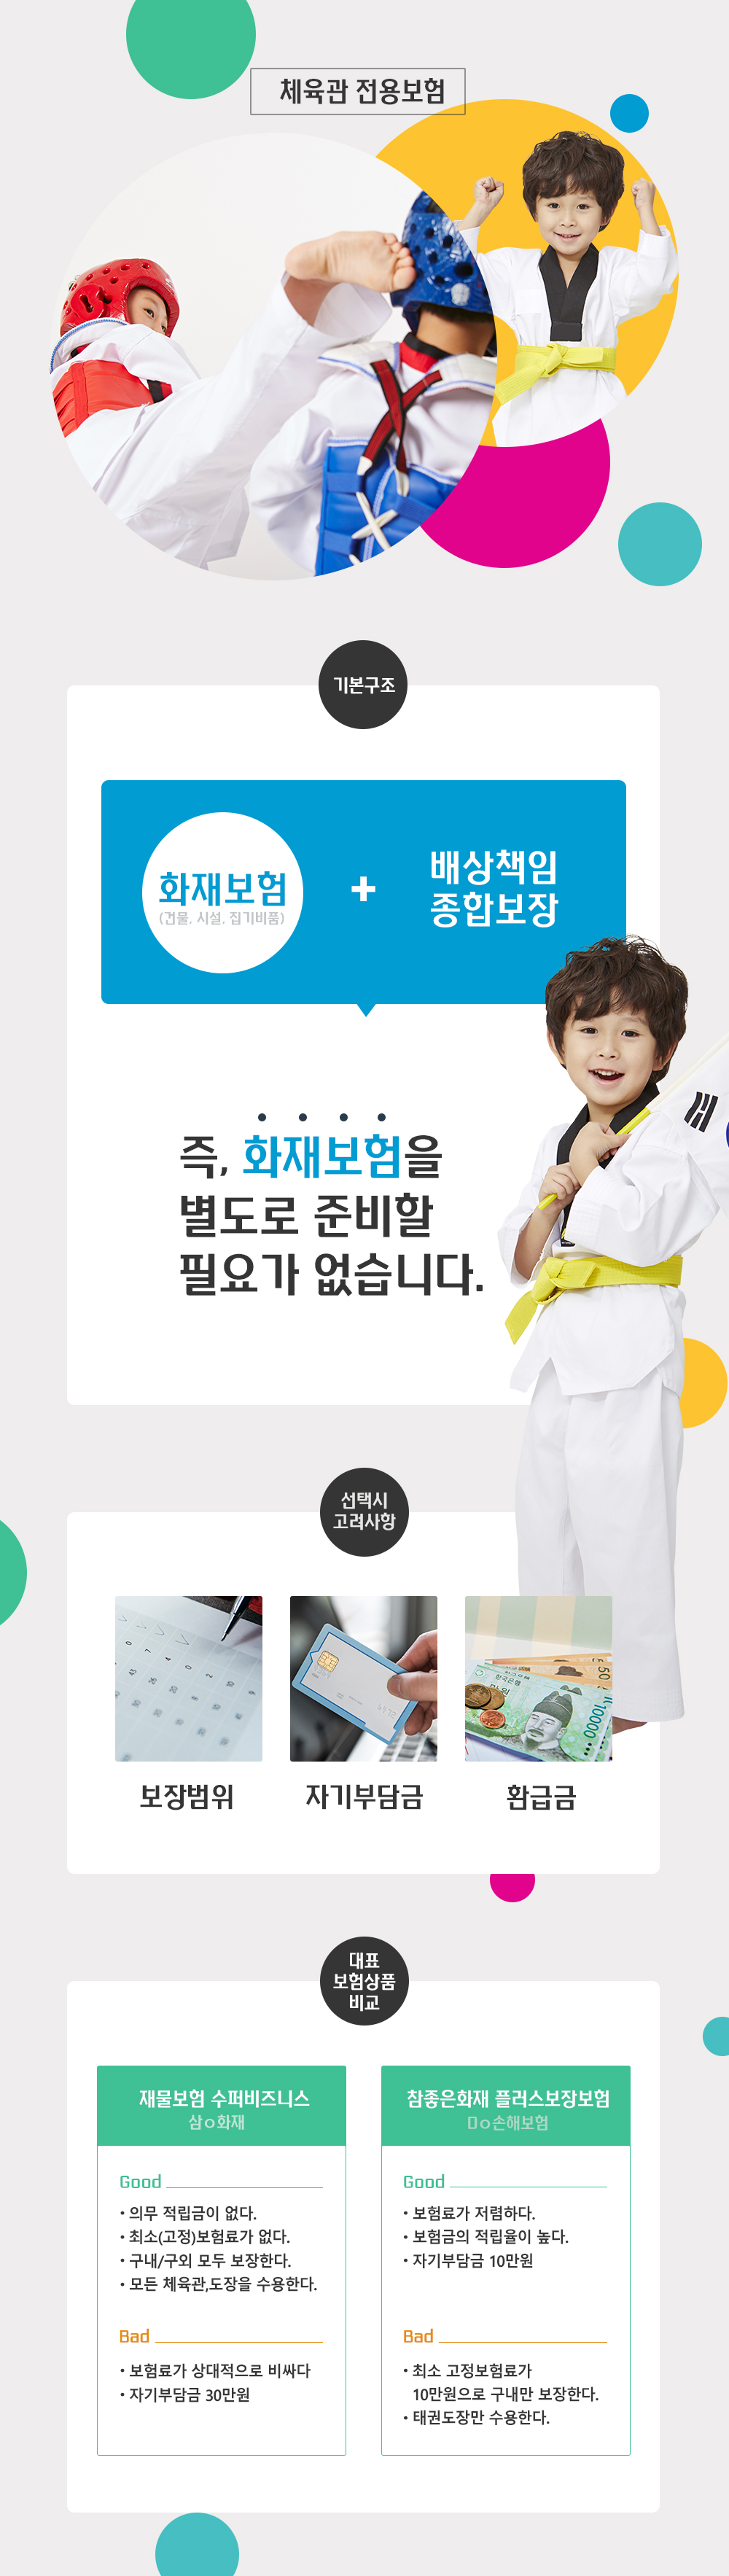 체육관 전용보험
기본구조
화재보험
(건물, 시설, 집기비품)
+
배상책임
종합보장
즉, 화재보험을
별도로 준비할
필요가 없습니다.
선택시
고려사항
한국은행
10000
50
보장범위
자기부담금
환급금
대표
보험상품
비교
재물보험 수퍼비즈니스
삼ㅇ화재
Good
• 의무 적립금이 없다.
• 최소(고정)보험료가 없다.
• 구내/구외 모두 보장한다.
• 모든 체육관,도장을 수용한다.
Bad
• 보험료가 상대적으로 비싸다
• 자기부담금 30만원
참좋은화재 플러스보장보험
ㅁㅇ손해보험
Good
• 보험료가 저렴하다.
• 보험금의 적립율이 높다.
• 자기부담금 10만원
Bad
• 최소 고정보험료가
10만원으로 구내만 보장한다.
• 태권도장만 수용한다.